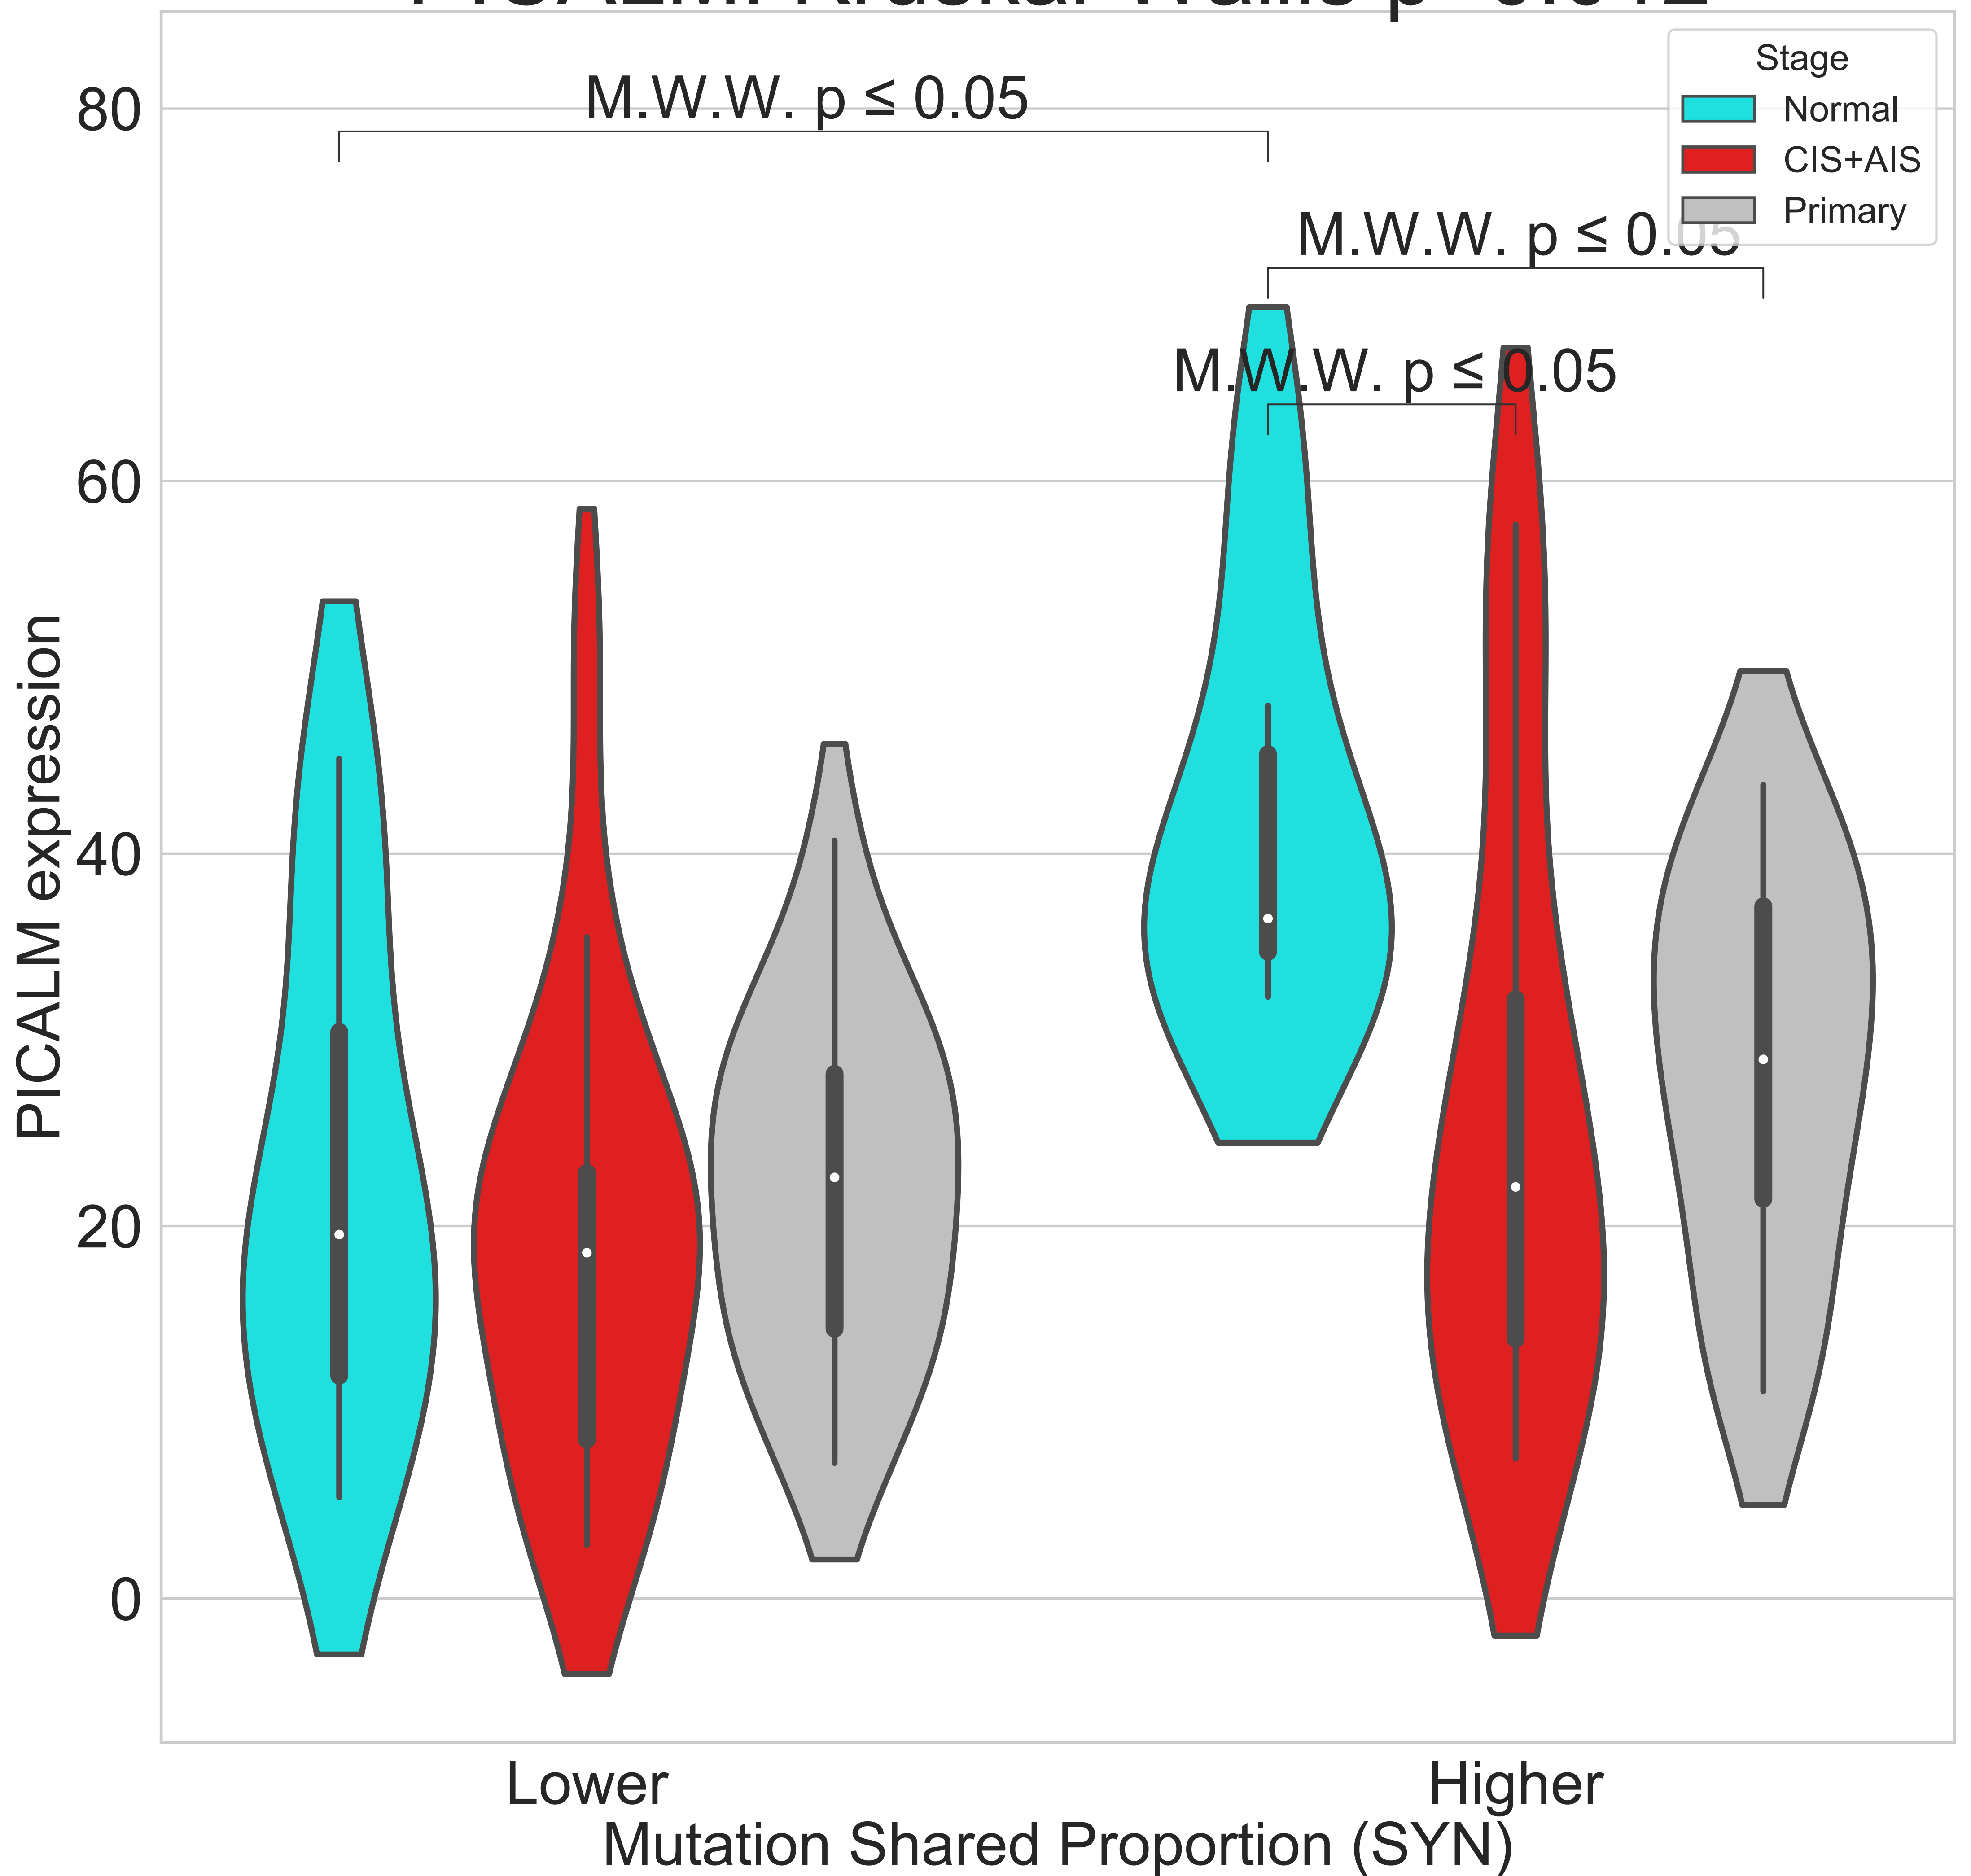 M.W.W. p ≤ 0.05
Stage
Normal
CIS+AIS
Primary
M.W.W. p ≤ 0.05
M.W.W. p ≤ 0.05
80
60
40
20
0
PICALM expression
Lower
Higher
Mutation Shared Proportion (SYN)